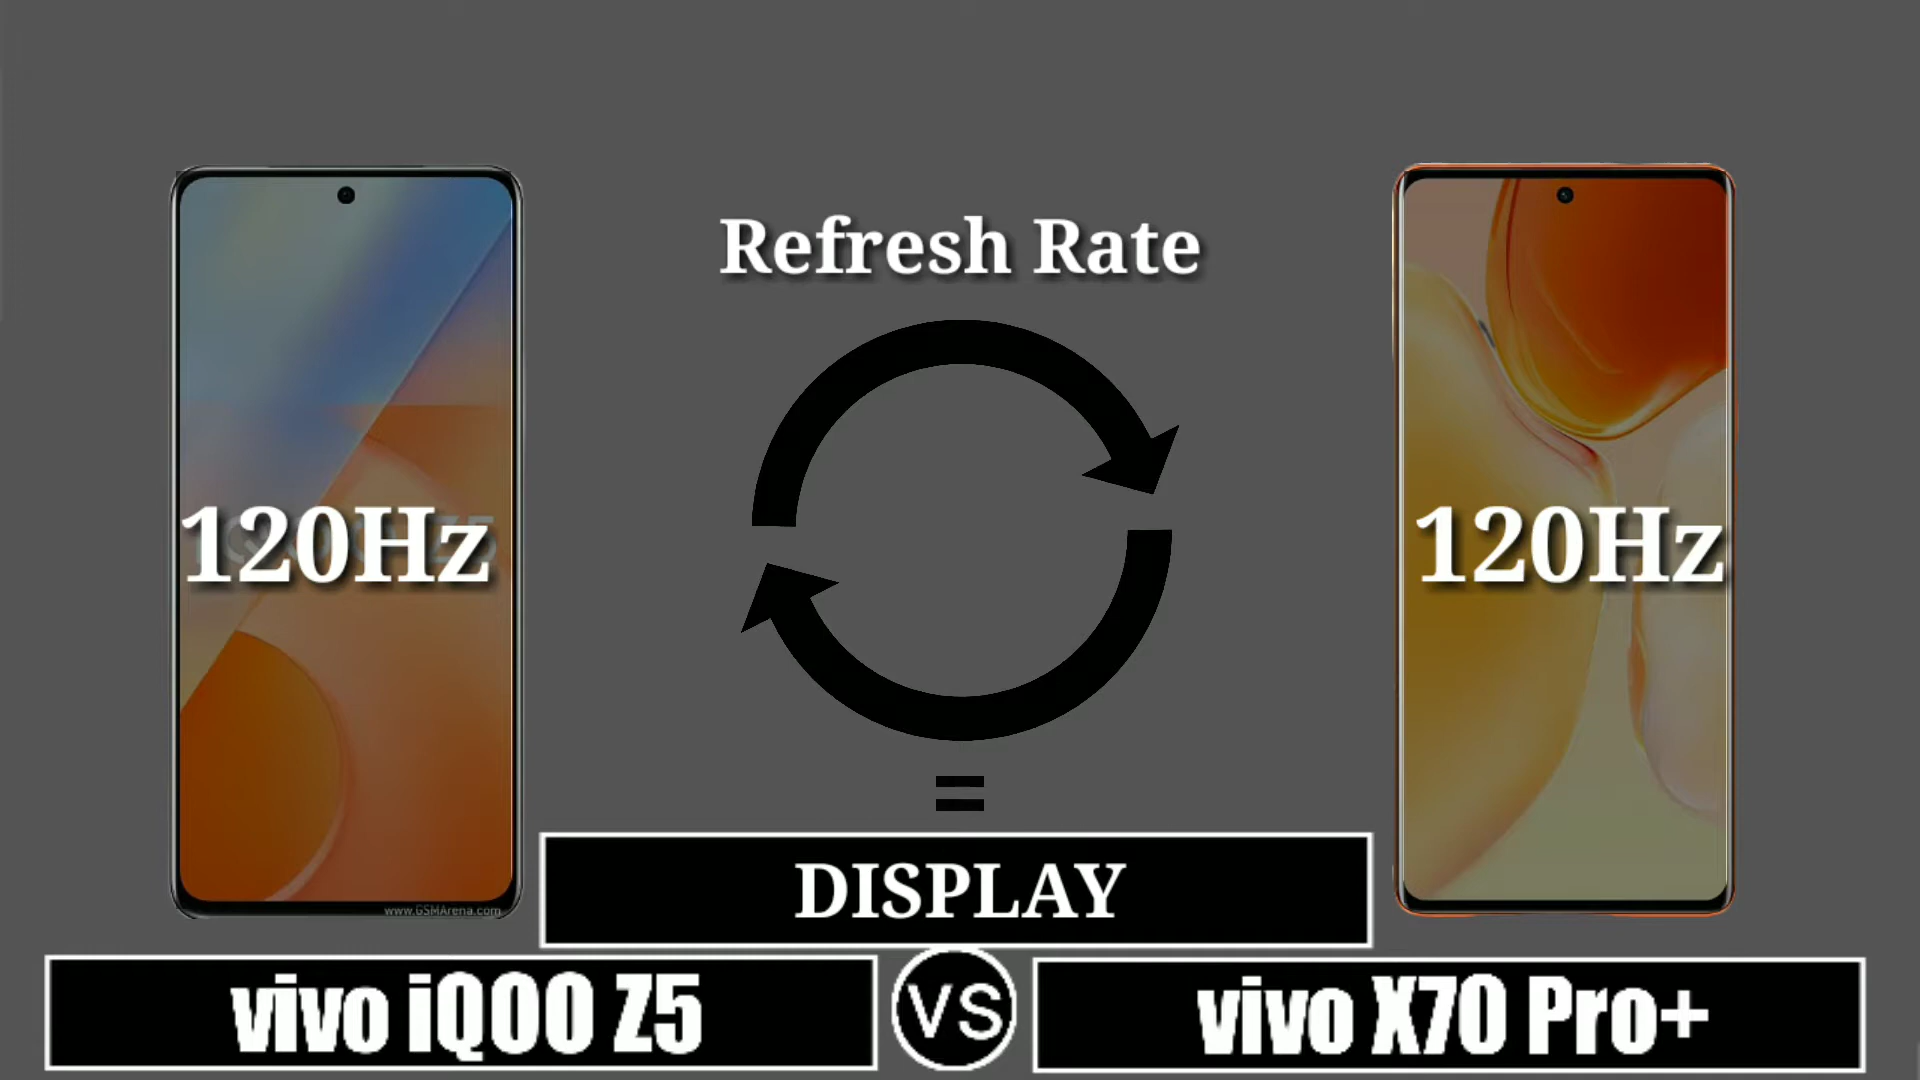 Refresh Rate
120Hz
120Hz
=
DISPLAY
www.GSMArena.com
vivo iQOO Z5
VS
vivo X70 Pro+